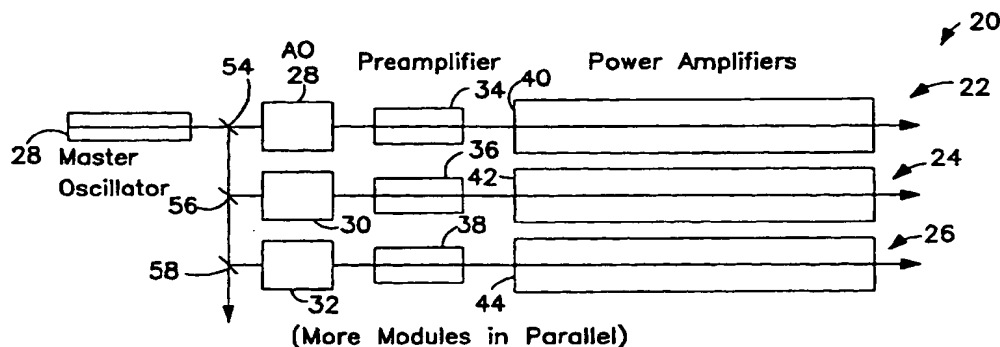 20
AO
Preamplifier
Power Amplifiers
54
28
34
40
22
28
Master
Oscillator
36
42
24
56
30
38
26
58
32
44
(More Modules in Parallel)